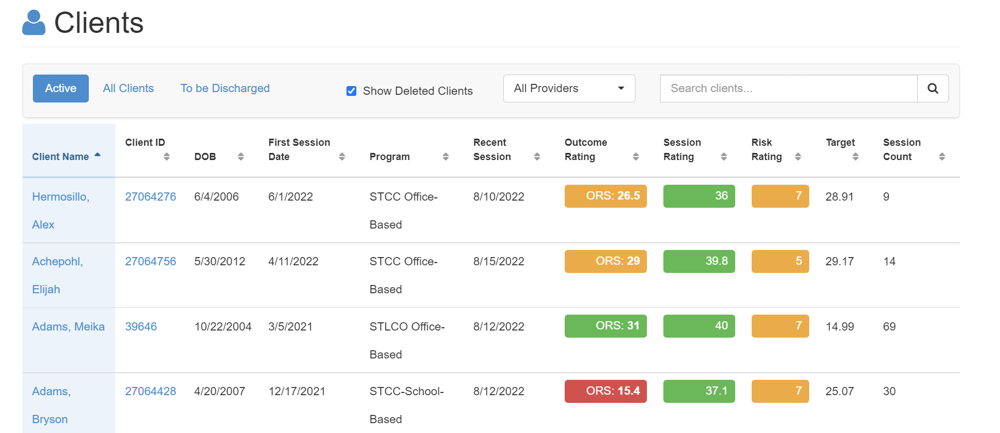 Clients
Active All Clients To be Discharged Show Deleted Clients All Providers Search clients...
Client Name Client ID DOB First Session Date Program Recent Session Outcome Rating Session Rating Risk Rating Target Session Count
Hermosillo, 27064276 6/4/2006 6/1/2022 STCC Office- 8/10/2022 ORS: 26.5 36 7 28.91 9
Alex Based
Achepohl, 27064756 5/30/2012 4/11/2022 STCC Office- 8/15/2022 ORS: 29 39.8 5 29.17 14
Elijah Based
Adams, Meika 39646 10/22/2004 3/5/2021 STLCO Office- 8/12/2022 ORS: 31 40 7 14.99 69
Based
Adams, 27064428 4/20/2007 12/17/2021 STCC-School- 8/12/2022 ORS: 15.4 37.1 7 25.07 30
Bryson Based